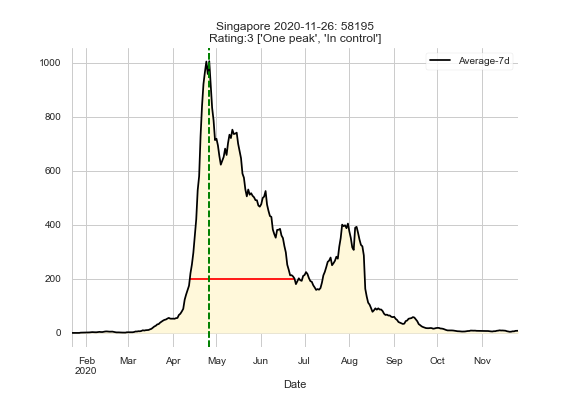 Singapore 2020-11-26: 58195
Rating:3 ['One peak', 'In control']
Average-7d
1000
800
600
400
200
0
Feb Mar Apr May Jun Jul Aug Sep Oct Nov
2020
Date